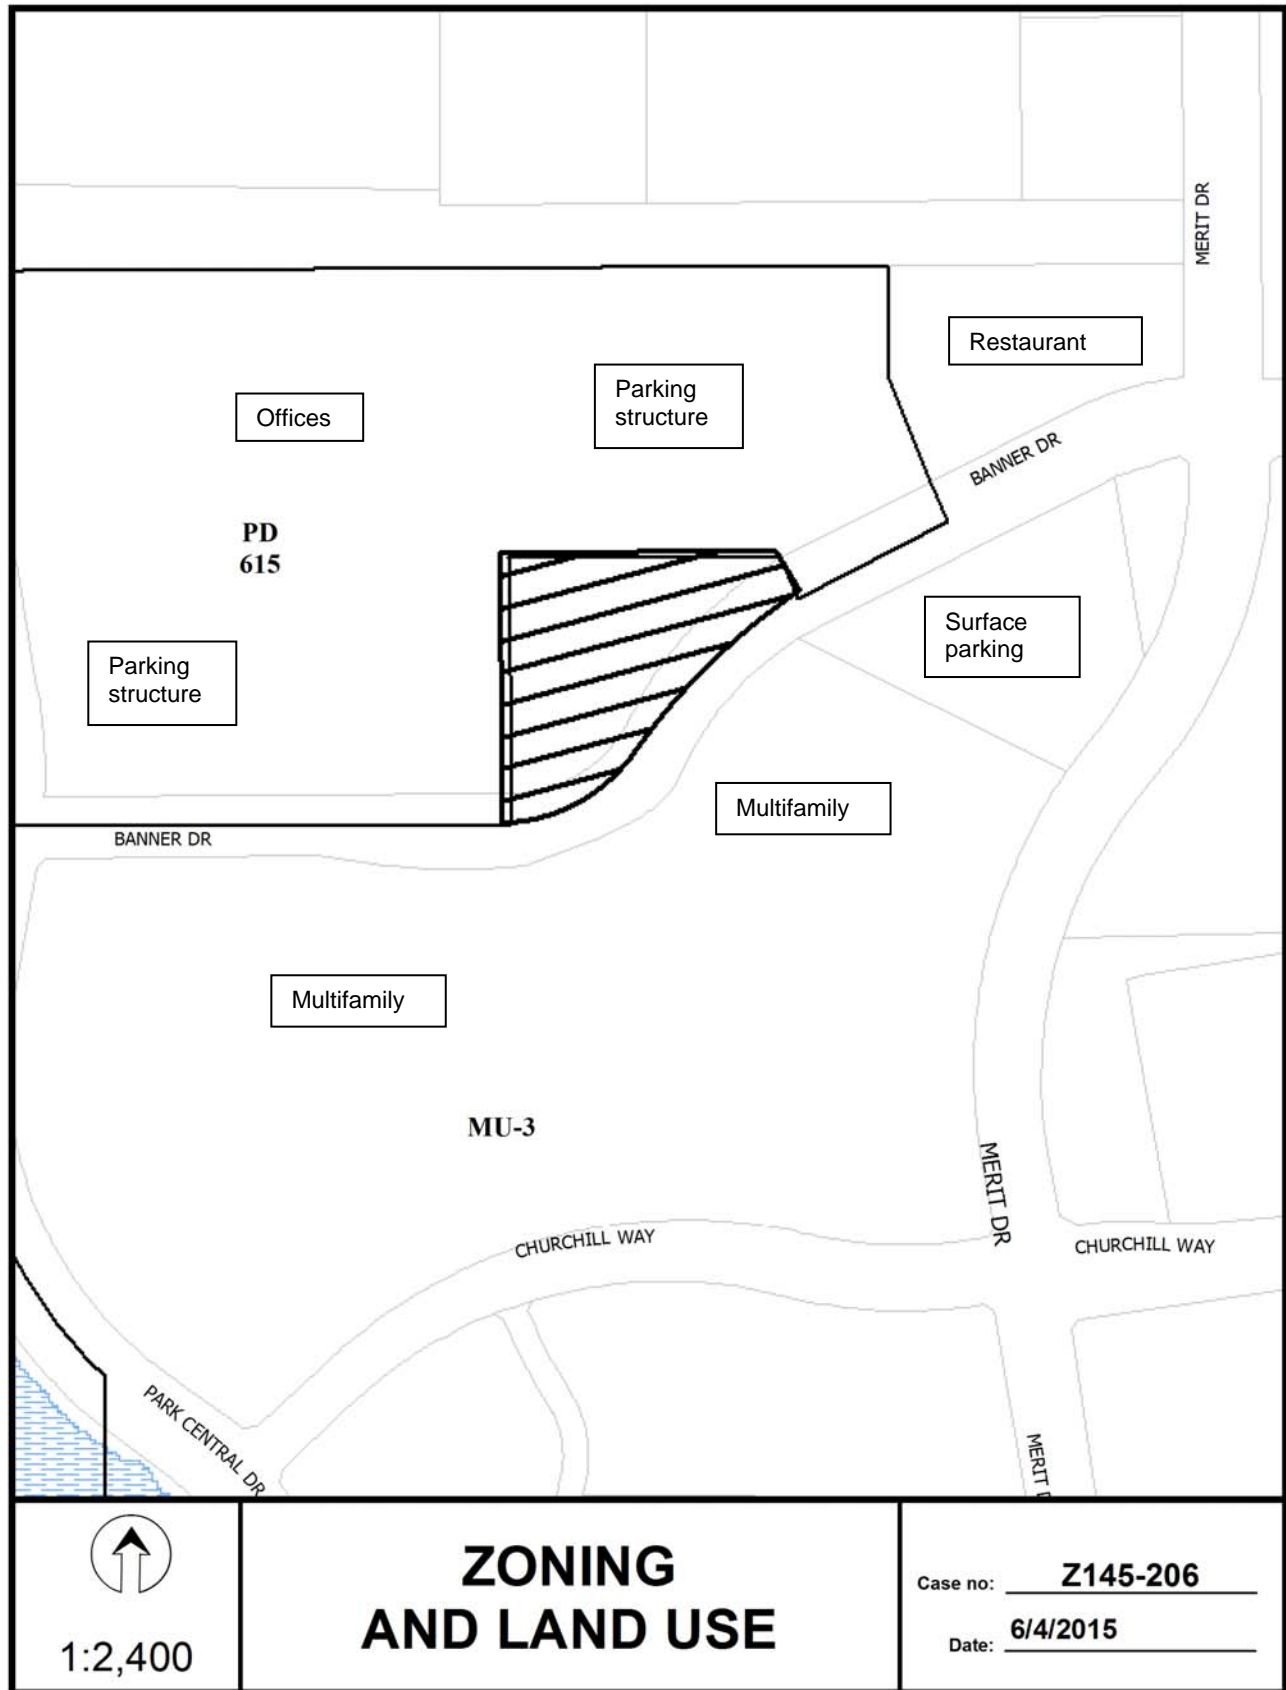 MERIT DR
Restaurant
Parking
structure
Offices
BANNER DR
PD
615
Surface
parking
Parking
structure
Multifamily
BANNER DR
Multifamily
MU-3
MERIT DR
CHURCHILL WAY
CHURCHILL WAY
PARK CENTRAL DR
MERIT D
1:2,400
ZONING
AND LAND USE
Case no: Z145-206
Date: 6/4/2015